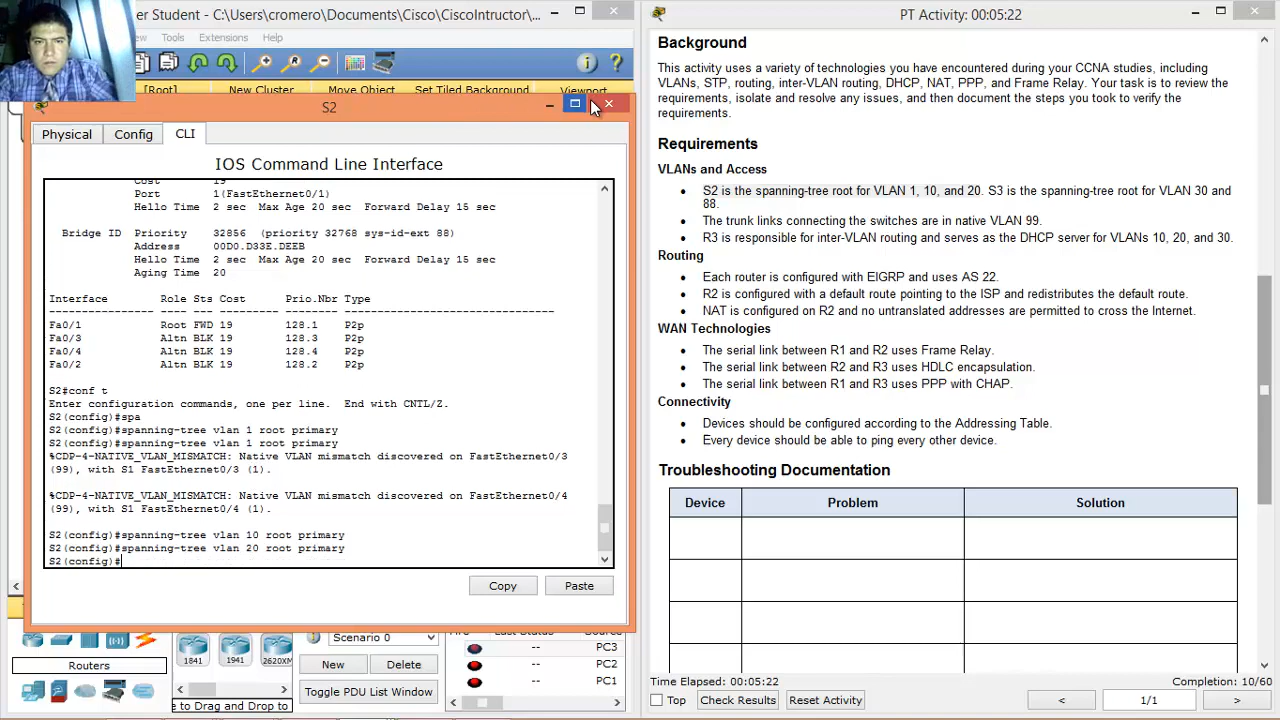 er Student - C:\Users\cromero\Documents\Cisco\CiscoIntructor\...
Tools Extensions Help
[Root] New Cluster Move Object Set Tiled Background Viewport
S2
Physical Config CLI
IOS Command Line Interface
Cost 19
Port 1(FastEthernet0/1)
Hello Time 2 sec Max Age 20 sec Forward Delay 15 sec
Bridge ID Priority 32856 (priority 32768 sys-id-ext 88)
Address 00D0.D33E.DEEB
Hello Time 2 sec Max Age 20 sec Forward Delay 15 sec
Aging Time 20
Interface Role Sts Cost Prio.Nbr Type
---------------- ---- --- --------- -------- --------------------------------
Fa0/1 Root FWD 19 128.1 P2p
Fa0/3 Altn BLK 19 128.3 P2p
Fa0/4 Altn BLK 19 128.4 P2p
Fa0/2 Altn BLK 19 128.2 P2p
S2#conf t
Enter configuration commands, one per line. End with CNTL/Z.
S2(config)#spa
S2(config)#spanning-tree vlan 1 root primary
S2(config)#spanning-tree vlan 1 root primary
%CDP-4-NATIVE_VLAN_MISMATCH: Native VLAN mismatch discovered on FastEthernet0/3
(99), with S1 FastEthernet0/3 (1).
%CDP-4-NATIVE_VLAN_MISMATCH: Native VLAN mismatch discovered on FastEthernet0/4
(99), with S1 FastEthernet0/4 (1).
S2(config)#spanning-tree vlan 10 root primary
S2(config)#spanning-tree vlan 20 root primary
S2(config)#
Copy Paste
Scenario 0
New Delete
Toggle PDU List Window
Last Status Source
-- PC3
-- PC2
-- PC1
Routers
1841 1941 2620XM
e to Drag and Drop to
PT Activity: 00:05:22
Background
This activity uses a variety of technologies you have encountered during your CCNA studies, including
VLANs, STP, routing, inter-VLAN routing, DHCP, NAT, PPP, and Frame Relay. Your task is to review the
requirements, isolate and resolve any issues, and then document the steps you took to verify the
requirements.
Requirements
VLANs and Access
• S2 is the spanning-tree root for VLAN 1, 10, and 20. S3 is the spanning-tree root for VLAN 30 and
88.
• The trunk links connecting the switches are in native VLAN 99.
• R3 is responsible for inter-VLAN routing and serves as the DHCP server for VLANs 10, 20, and 30.
Routing
• Each router is configured with EIGRP and uses AS 22.
• R2 is configured with a default route pointing to the ISP and redistributes the default route.
• NAT is configured on R2 and no untranslated addresses are permitted to cross the Internet.
WAN Technologies
• The serial link between R1 and R2 uses Frame Relay.
• The serial link between R2 and R3 uses HDLC encapsulation.
• The serial link between R1 and R3 uses PPP with CHAP.
Connectivity
• Devices should be configured according to the Addressing Table.
• Every device should be able to ping every other device.
Troubleshooting Documentation
Device Problem Solution
Time Elapsed: 00:05:22 Completion: 10/60
Top Check Results Reset Activity < 1/1 >